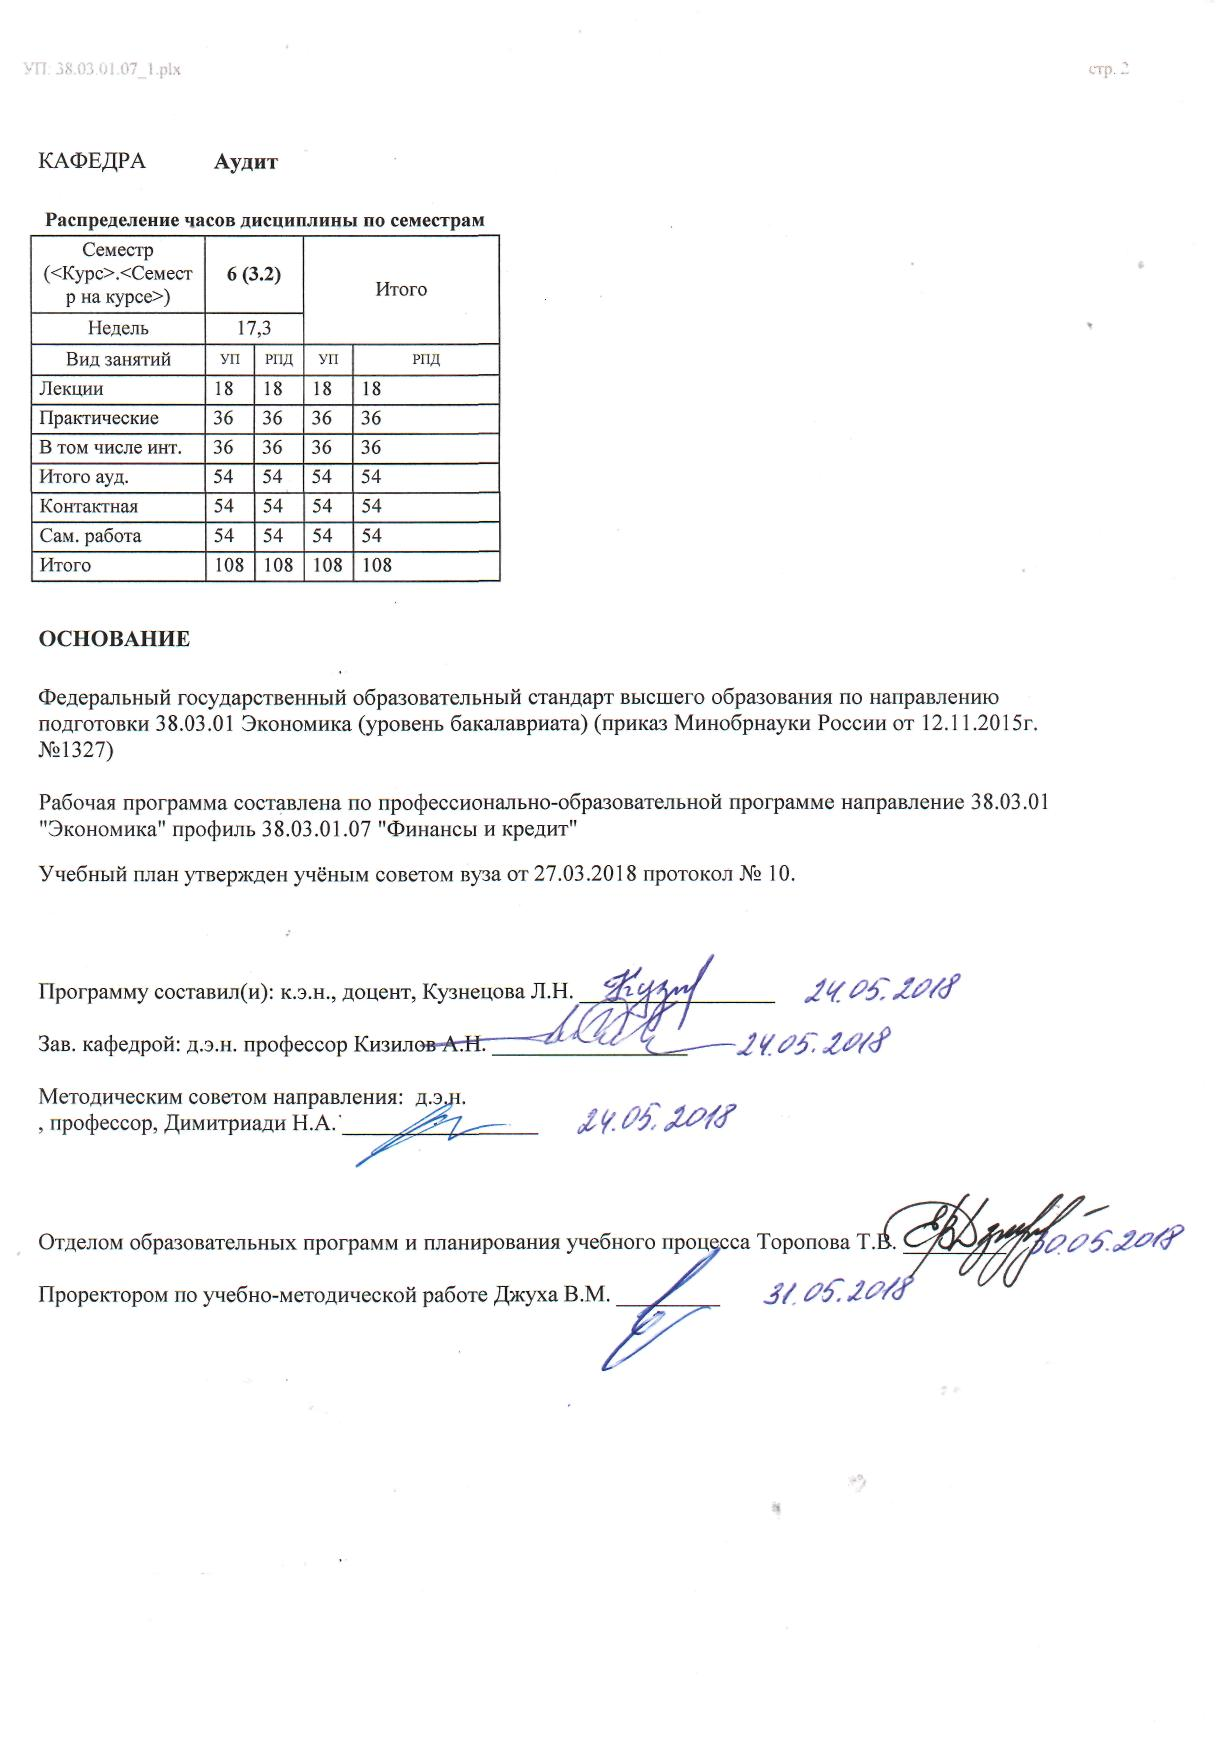 УП: 38.03.01.07_1.plx стр. 2
КАФЕДРА Аудит
Распределение часов дисциплины по семестрам
Семестр
(<Курс>.<Семест
р на курсе>) 6 (3.2) Итого
Недель 17,3
Вид занятий УП РПД УП РПД
Лекции 18 18 18 18
Практические 36 36 36 36
В том числе инт. 36 36 36 36
Итого ауд. 54 54 54 54
Контактная 54 54 54 54
Сам. работа 54 54 54 54
Итого 108 108 108 108
ОСНОВАНИЕ
Федеральный государственный образовательный стандарт высшего образования по направлению
подготовки 38.03.01 Экономика (уровень бакалавриата) (приказ Минобрнауки России от 12.11.2015г.
№1327)
Рабочая программа составлена по профессионально-образовательной программе направление 38.03.01
"Экономика" профиль 38.03.01.07 "Финансы и кредит"
Учебный план утвержден учёным советом вуза от 27.03.2018 протокол № 10.
Программу составил(и): к.э.н., доцент, Кузнецова Л.Н. 24.05.2018
Зав. кафедрой: д.э.н. профессор Кизилов А.Н. 24.05.2018
Методическим советом направления: д.э.н.
, профессор, Димитриади Н.А. 24.05.2018
Отделом образовательных программ и планирования учебного процесса Торопова Т.В. 30.05.2018
Проректором по учебно-методической работе Джуха В.М. 31.05.2018